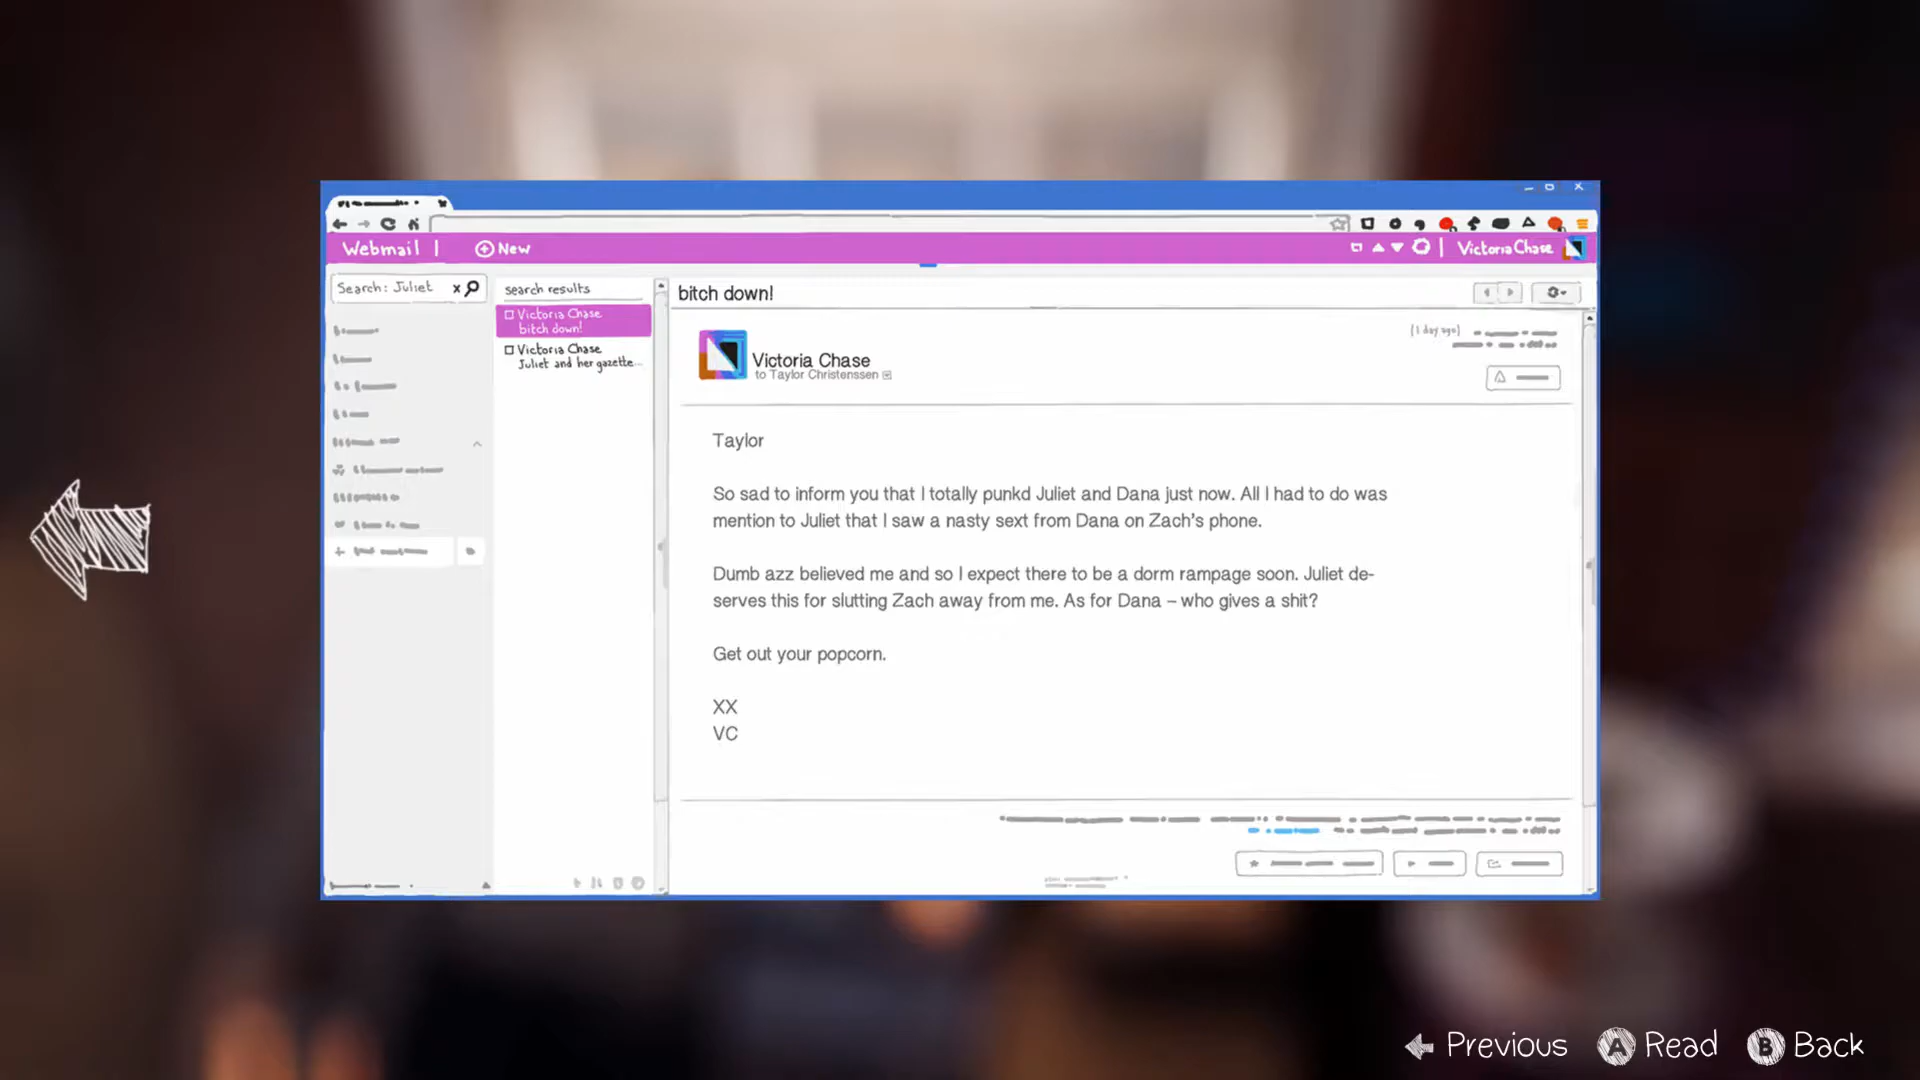 Webmail |
New
Victoria Chase
Search: Juliet
x
search results
Victoria Chase
bitch down!
Victoria Chase
Juliet and her gazette...
bitch down!
(1 day ago)
Victoria Chase
to Taylor Christenssen
Taylor
So sad to inform you that I totally punkd Juliet and Dana just now. All I had to do was
mention to Juliet that I saw a nasty sext from Dana on Zach's phone.
Dumb azz believed me and so I expect there to be a dorm rampage soon. Juliet de-
serves this for slutting Zach away from me. As for Dana – who gives a shit?
Get out your popcorn.
XX
VC
Previous
A Read
B Back